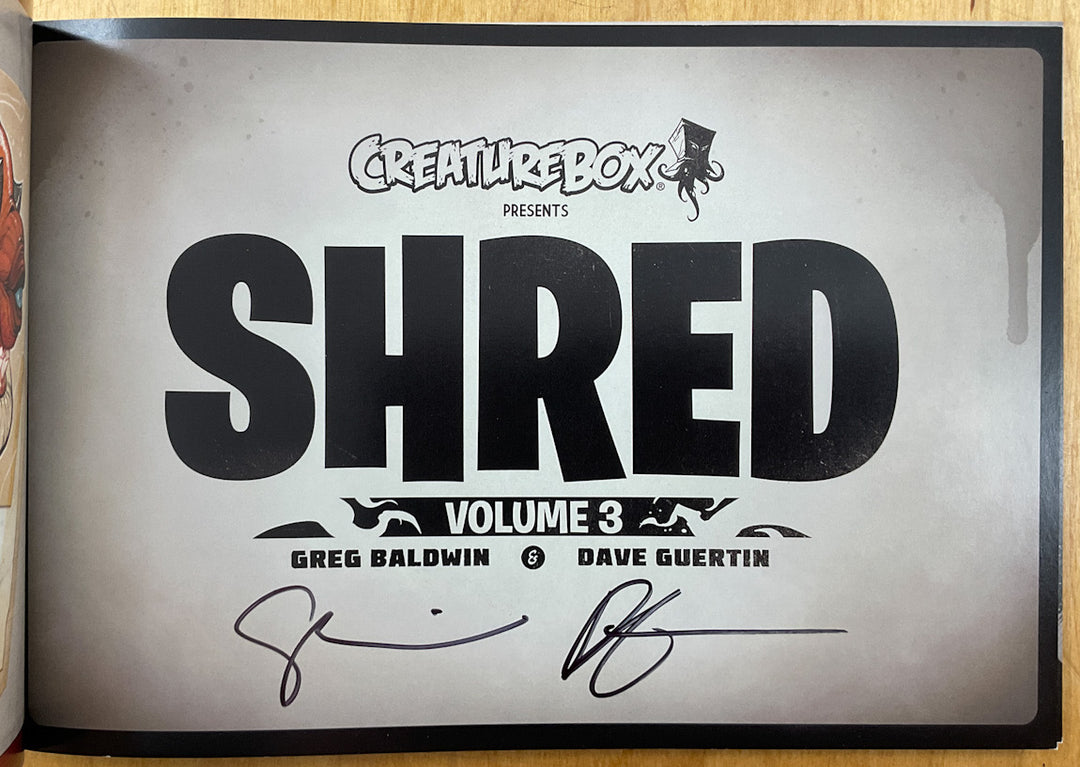 CREATUREBOX®
PRESENTS
SHRED
VOLUME 3
GREG BALDWIN & DAVE GUERTIN